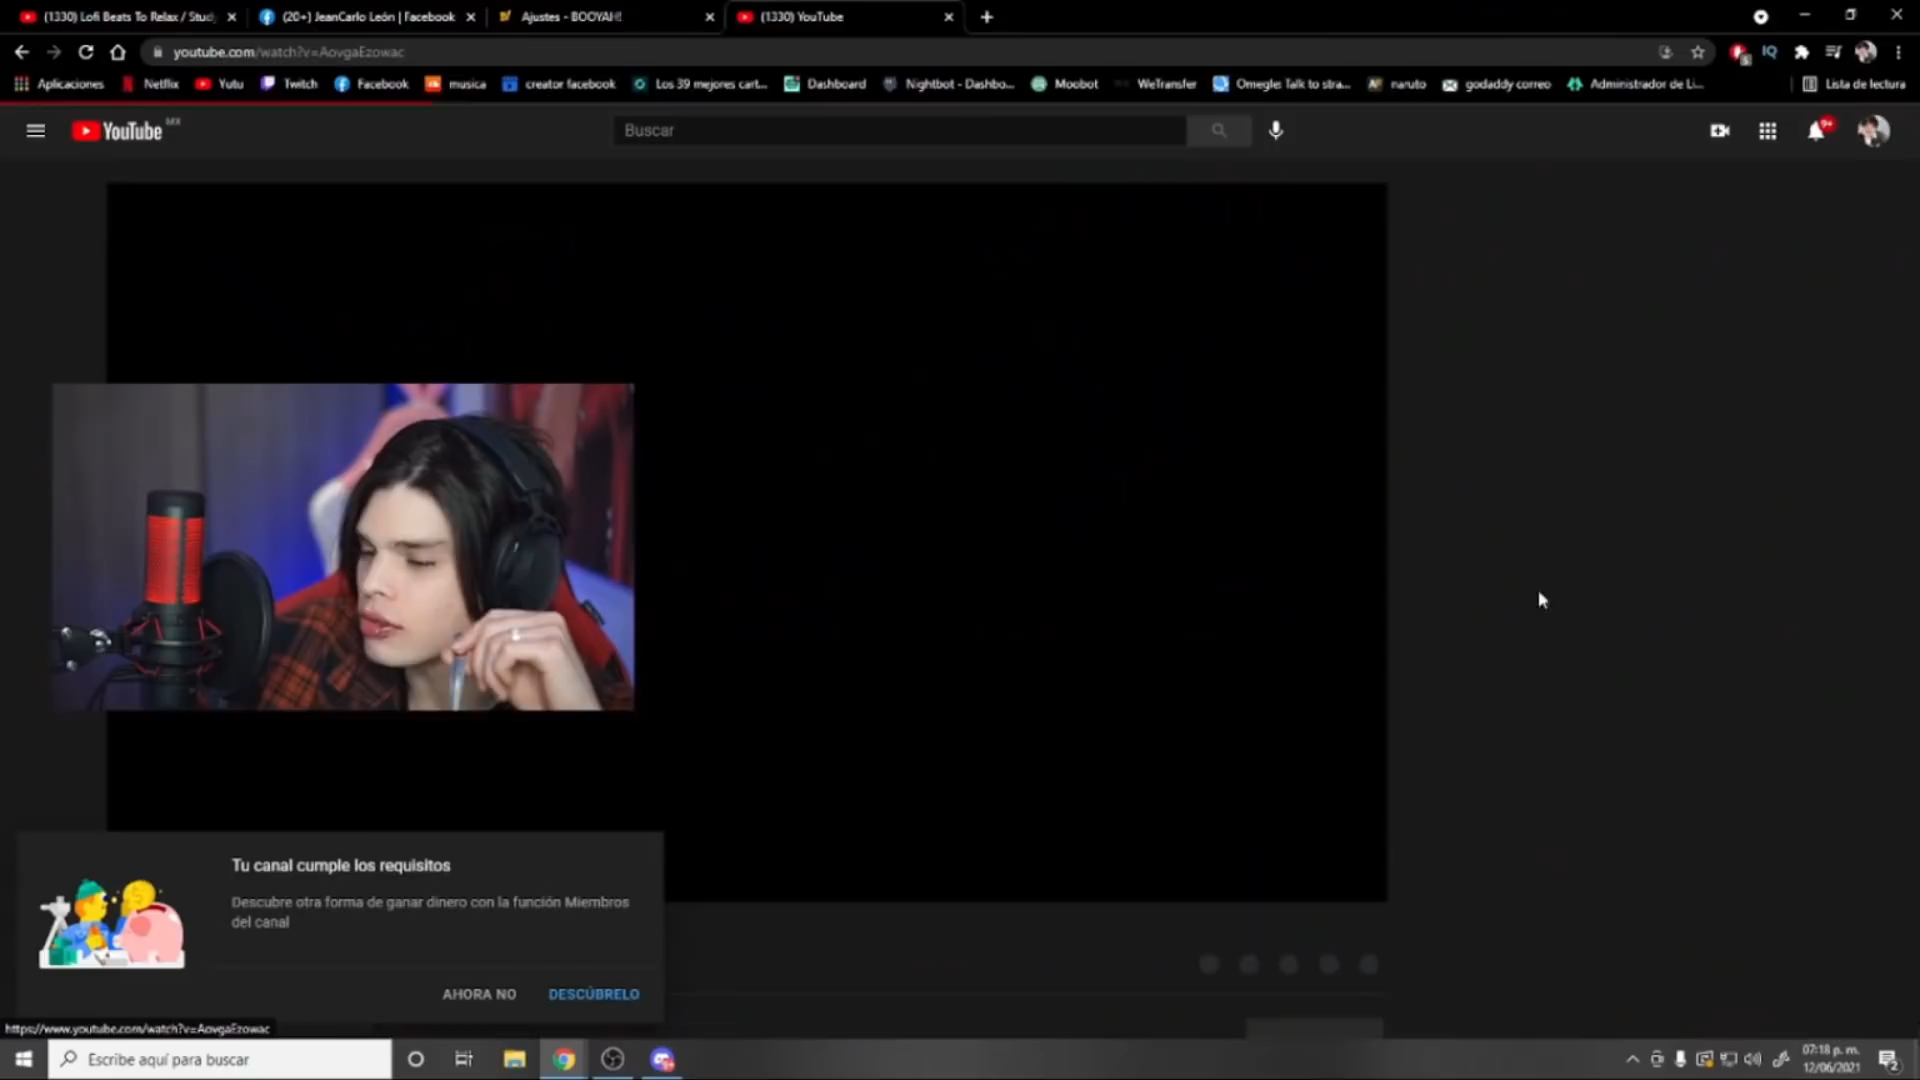 (1330) Lofi Beats To Relax / Stud
(20+) JeanCarlo León | Facebook
Ajustes - BOOYAH!
(1330) YouTube
youtube.com/watch?v=AovgaEzowac
Aplicaciones
Netflix
Yutu
Twitch
Facebook
musica
creator facebook
Los 39 mejores cart...
Dashboard
Nightbot - Dashbo...
Moobot
WeTransfer
Omegle: Talk to stra...
naruto
godaddy correo
Administrador de Li...
Lista de lectura
YouTube MX
Buscar
9+
Tu canal cumple los requisitos
Descubre otra forma de ganar dinero con la función Miembros
del canal
AHORA NO
DESCÚBRELO
https://www.youtube.com/watch?v=AovgaEzowac
Escribe aquí para buscar
07:18 p. m.
12/06/2021
2